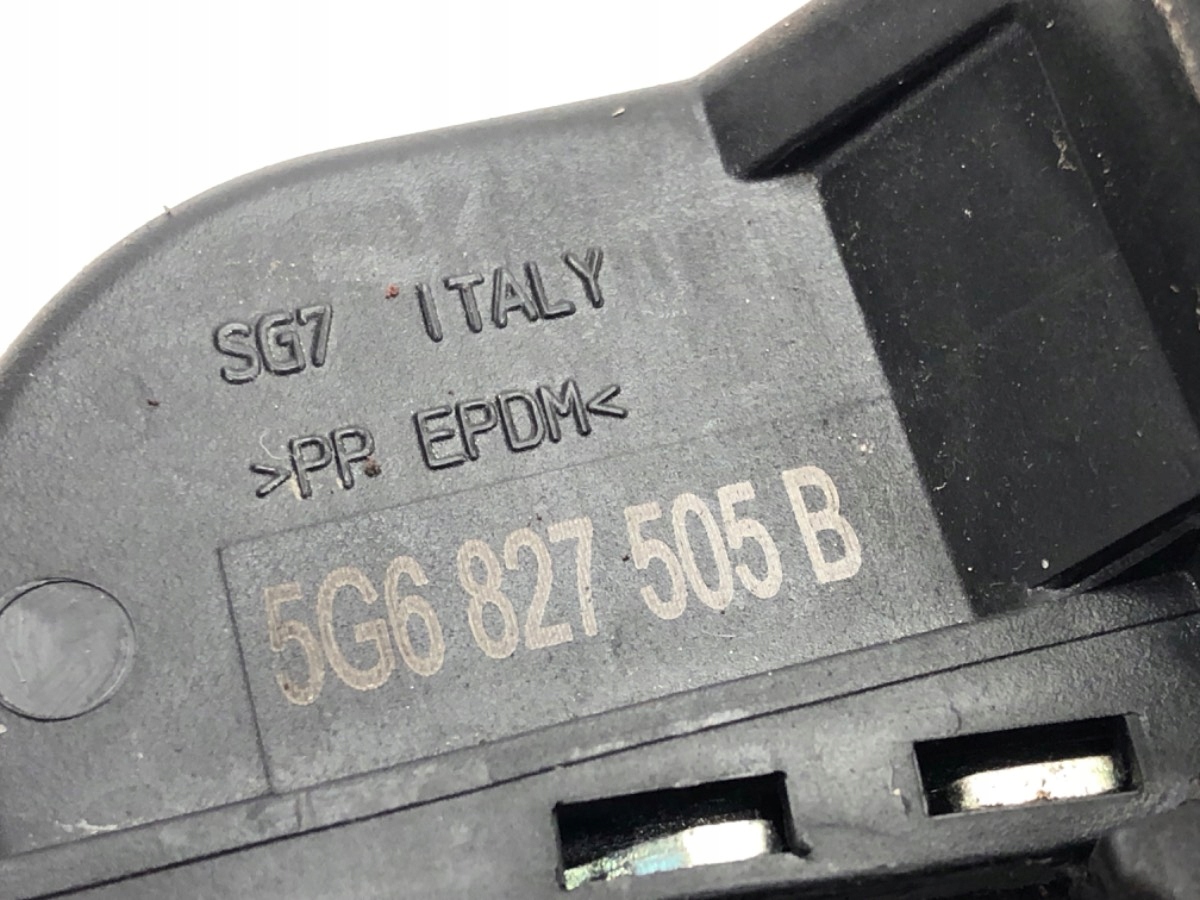 SG7 ITALY
>PP EPDM<
5G6 827 505 B